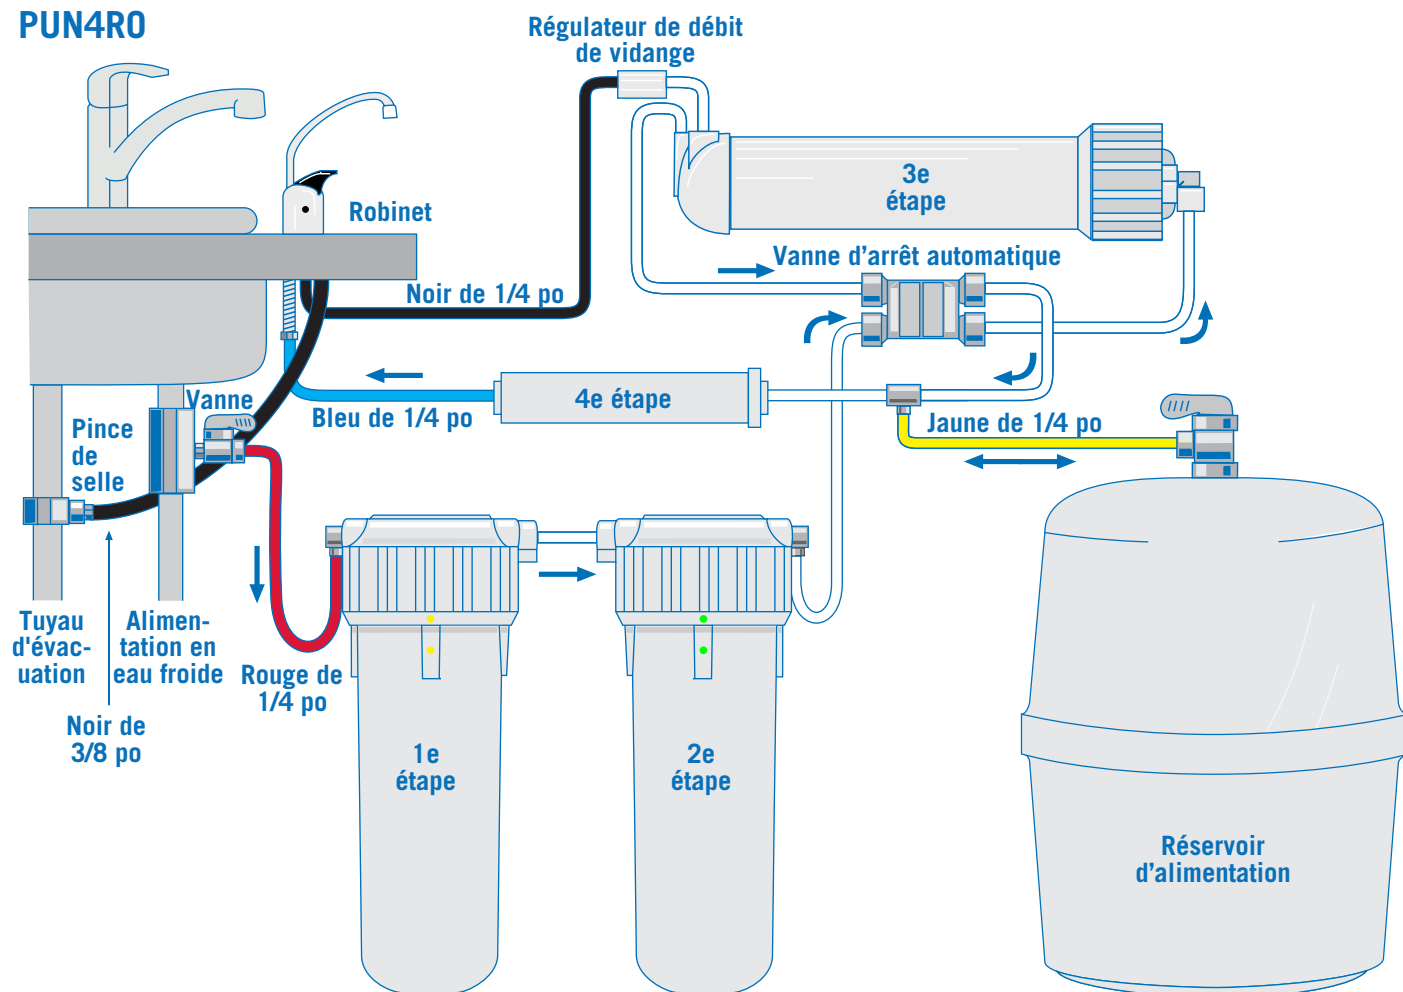 PUN4RO
Régulateur de débit
de vidange
3e
étape
Robinet
Vanne d'arrêt automatique
Noir de 1/4 po
4e étape
Vanne
Bleu de 1/4 po
Jaune de 1/4 po
Pince
de
selle
Tuyau
d'évac-
uation
Alimen-
tation en
eau froide
Rouge de
1/4 po
Noir de
3/8 po
1e
étape
2e
étape
Réservoir
d'alimentation